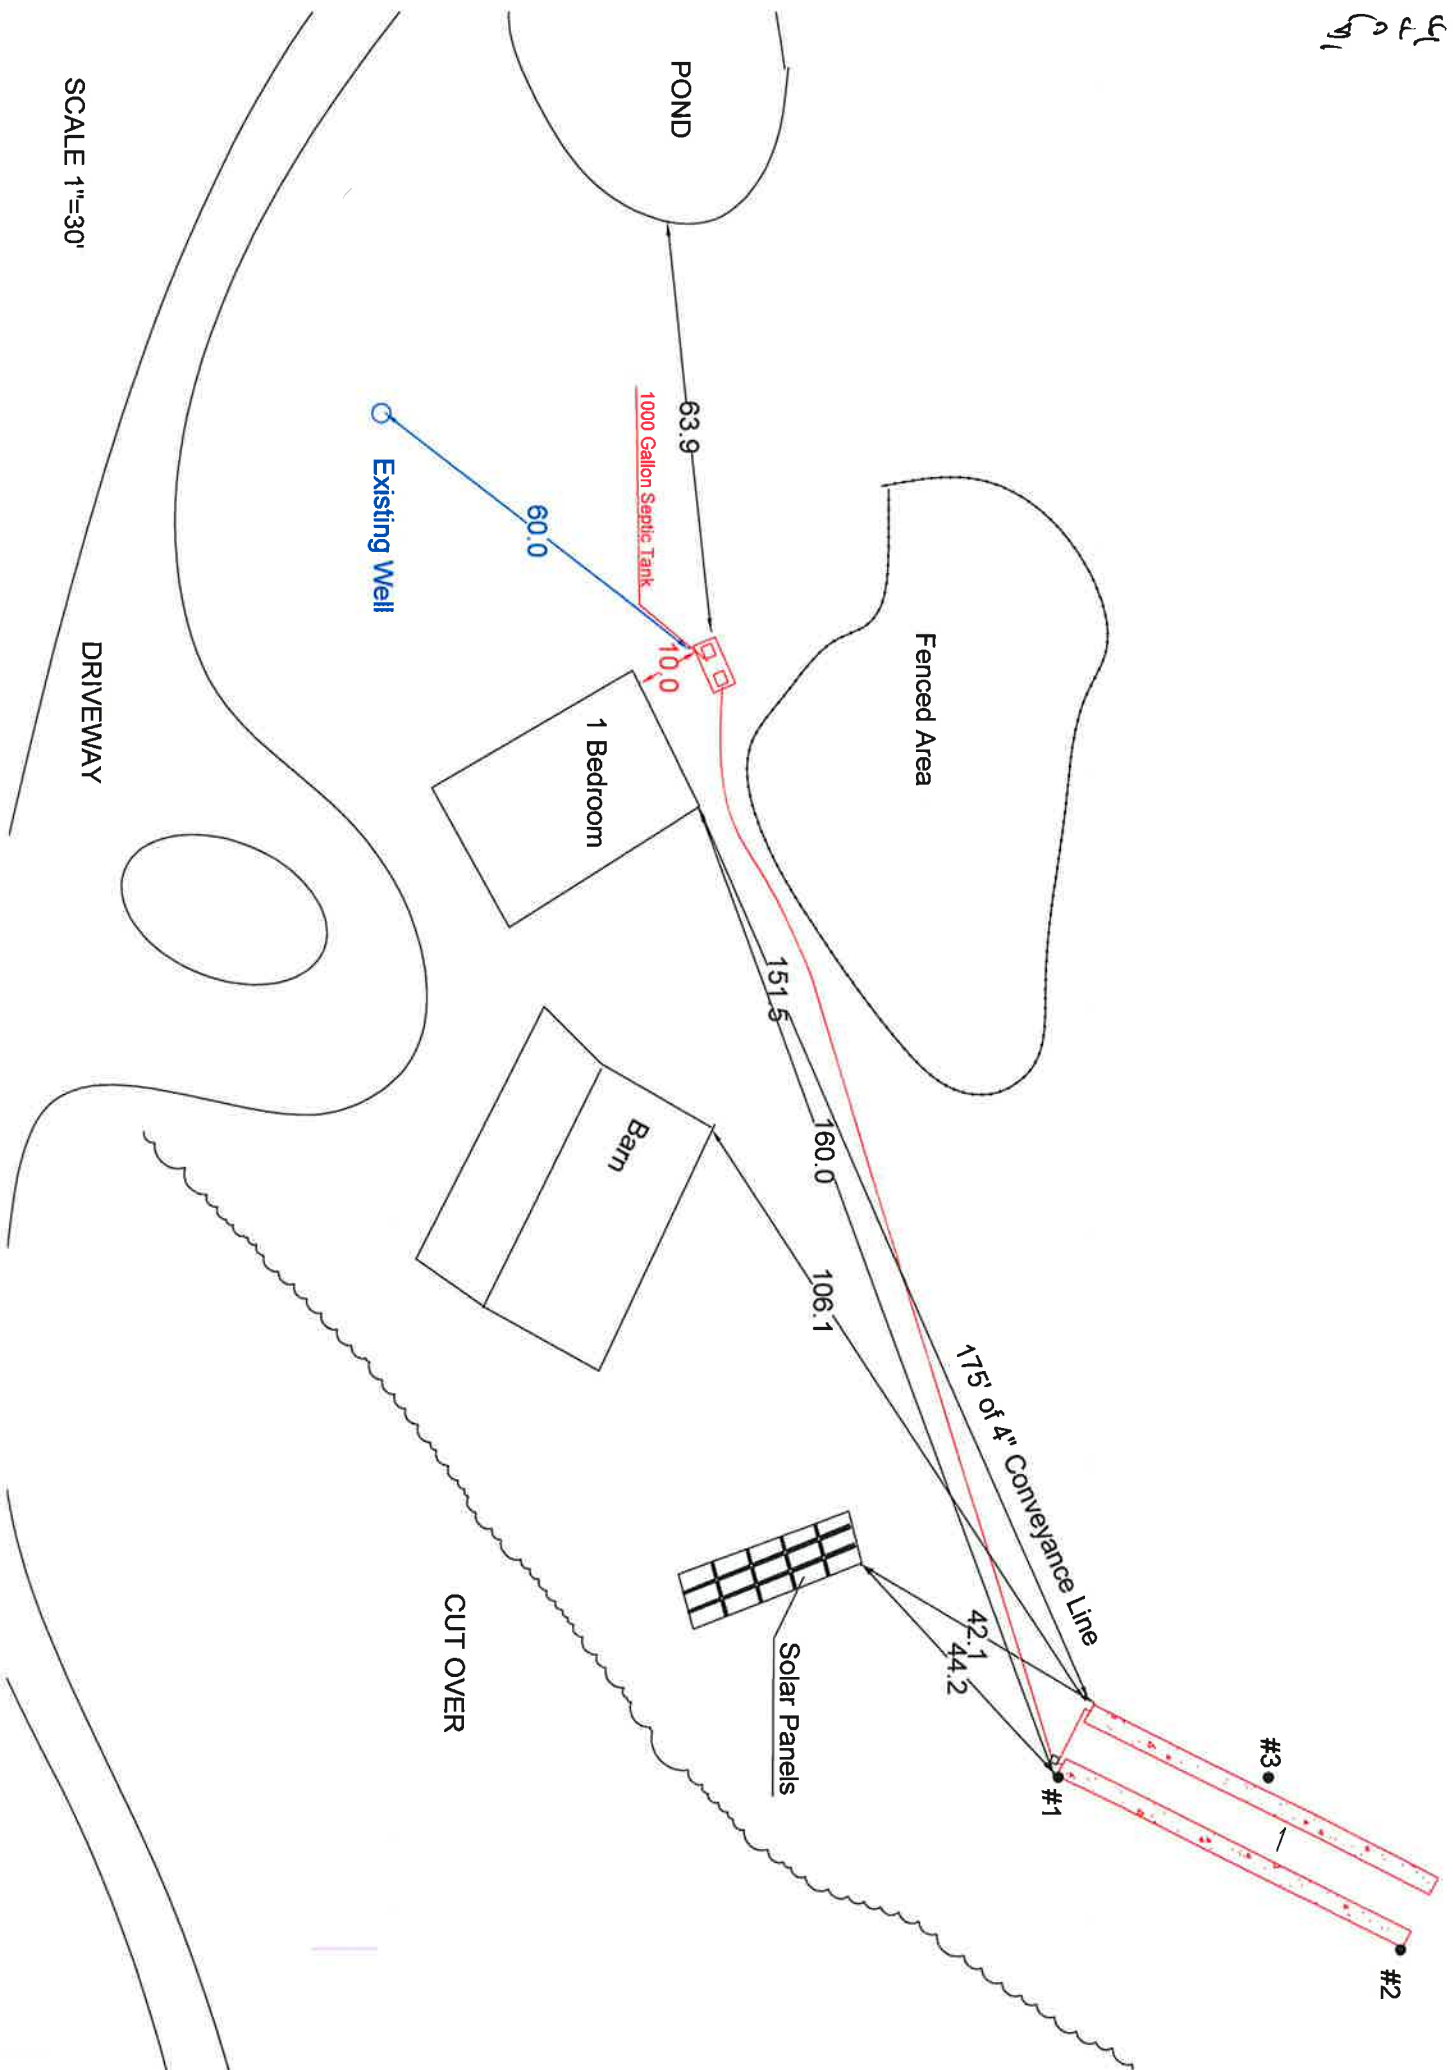 POND
SCALE 1"=30'
63.9
1000 Gallon Septic Tank
60.0
Existing Well
10.0
Fenced Area
1 Bedroom
DRIVEWAY
151.5
160.0
Barn
106.1
175' of 4" Conveyance Line
42.1
44.2
Solar Panels
CUT OVER
#3
#1
#2